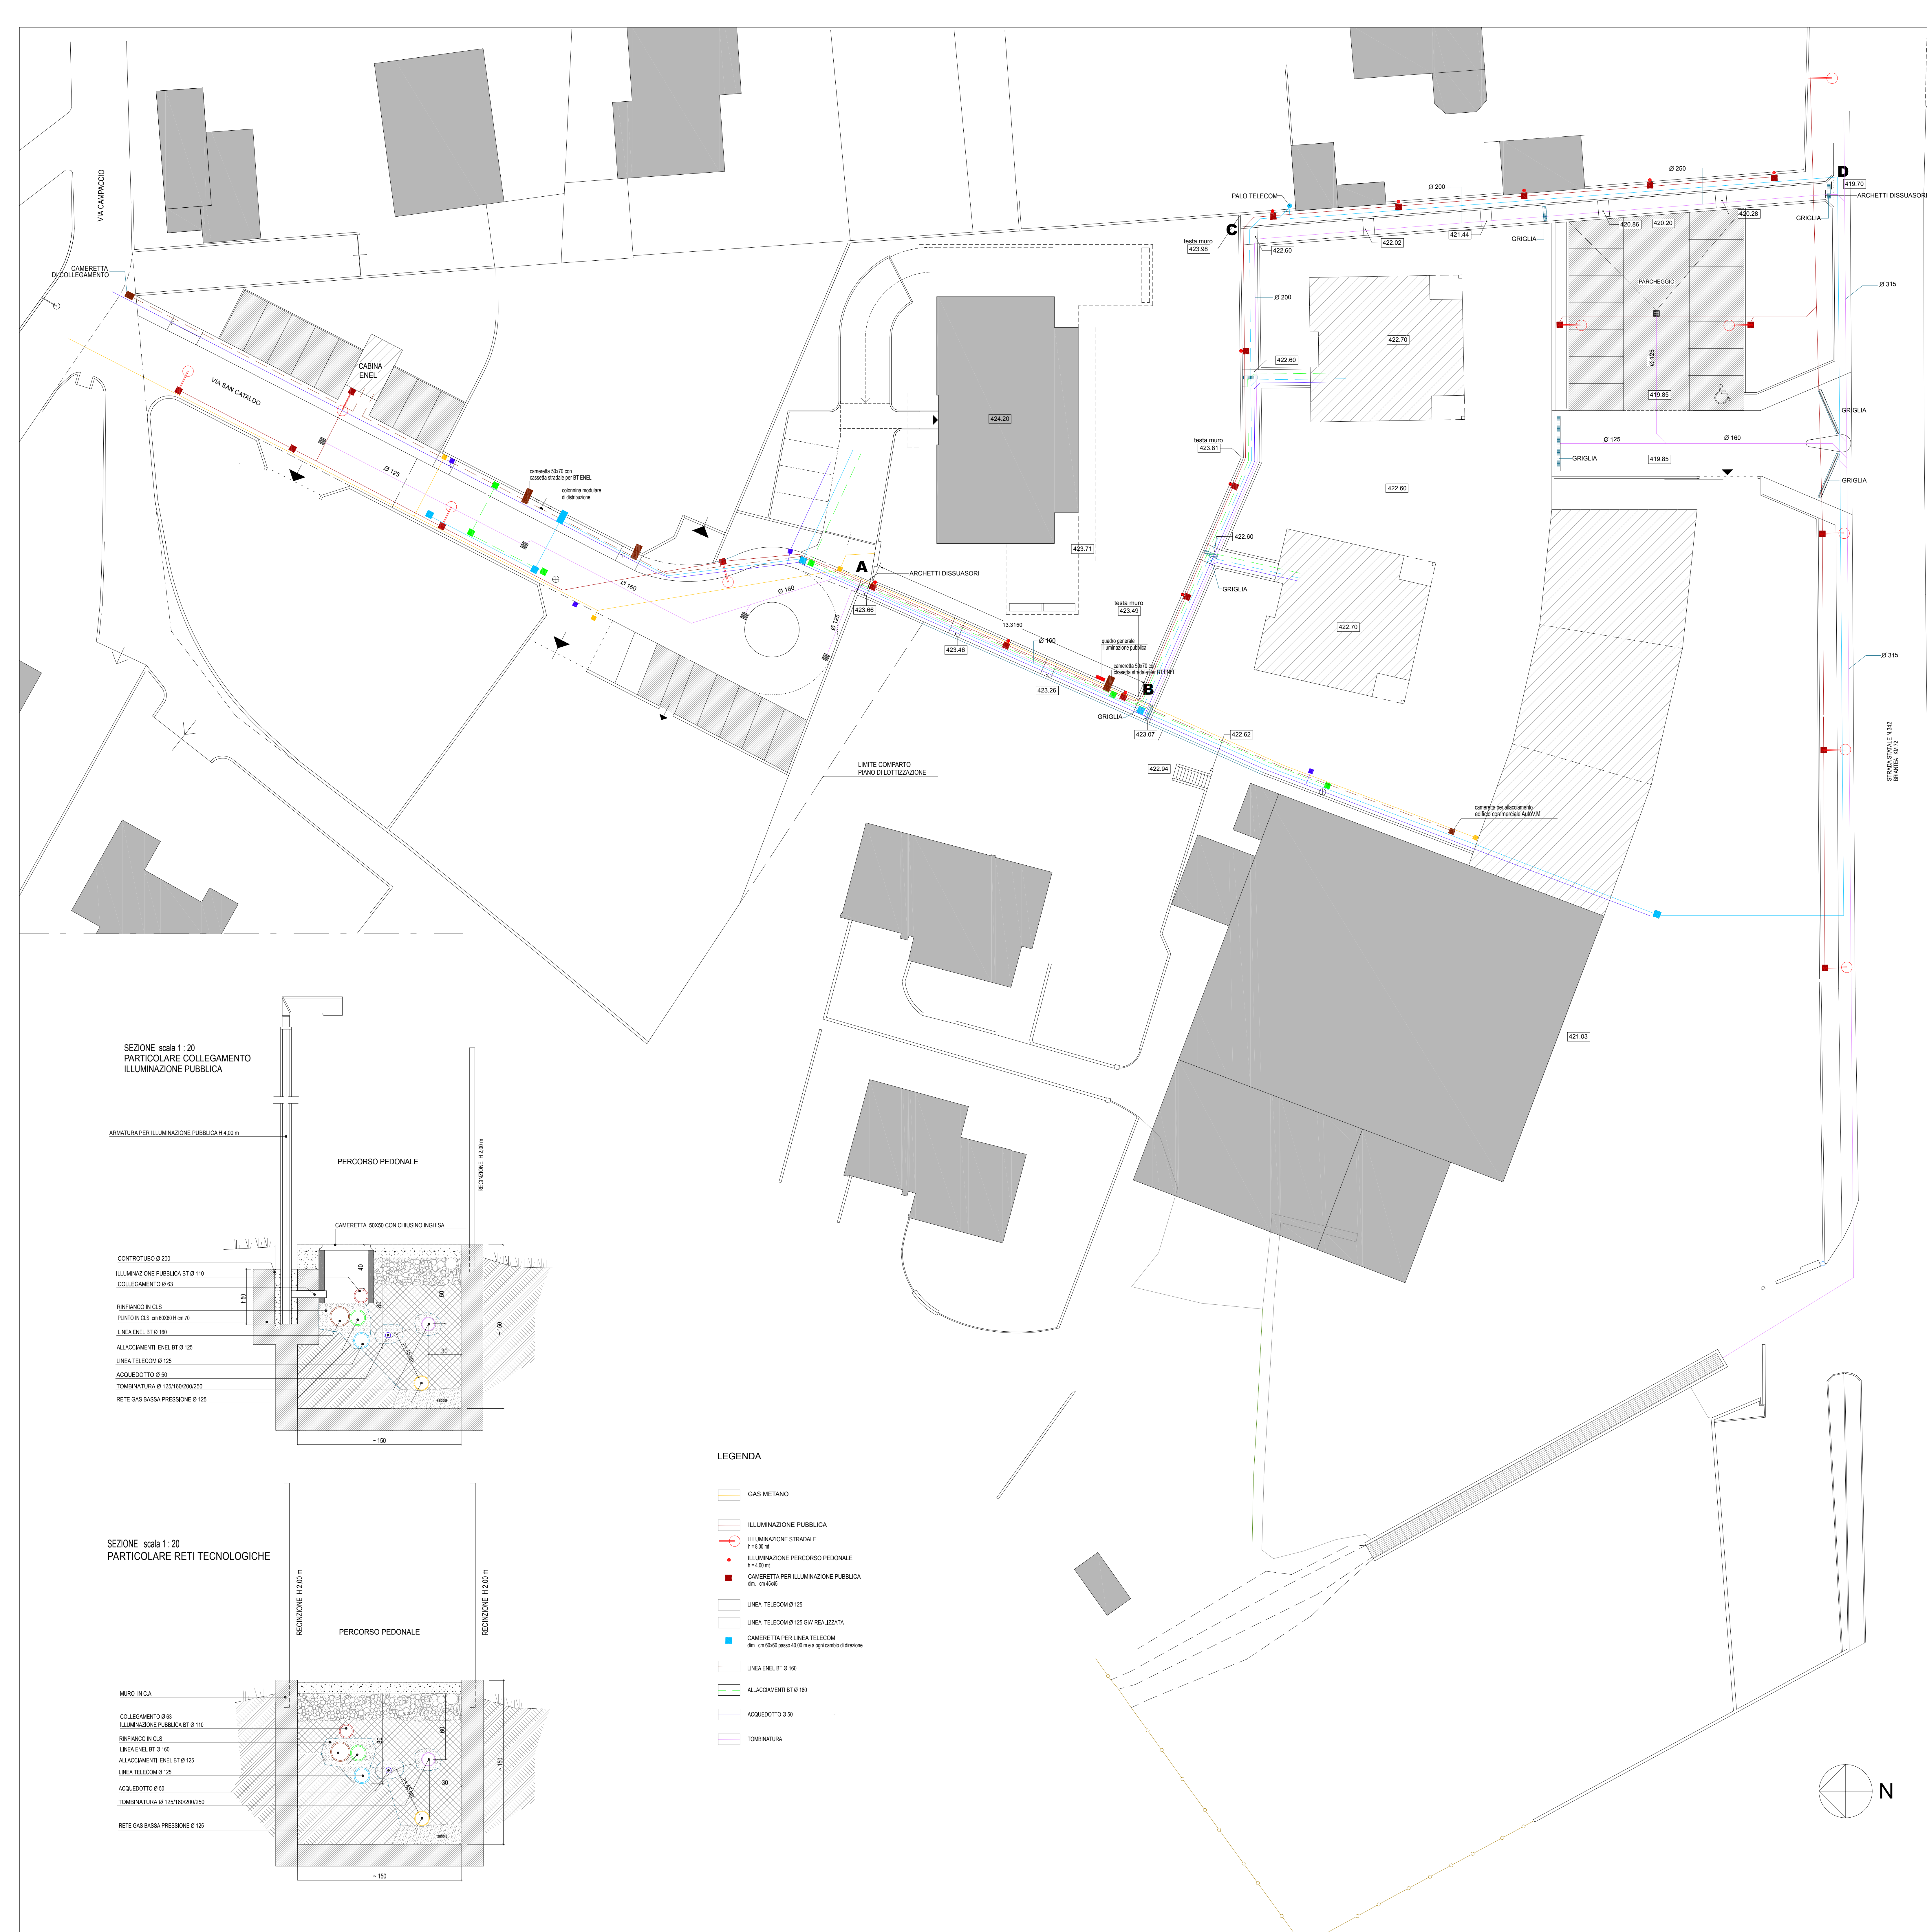 VIA CAMPACCIO
CAMERETTA
DI COLLEGAMENTO
VIA SAN CATALDO
CABINA
ENEL
Ø 125
cameretta 50x70 con
cassetta stradale per BT ENEL
colonnina modulare
di distribuzione
Ø 160
Ø 160
Ø 125
A
423.66
ARCHETTI DISSUASORI
424.20
423.71
13.3150
Ø 160
423.46
423.26
quadro generale
illuminazione pubblica
cameretta 50x70 con
cassetta stradale per BT ENEL
B
GRIGLIA
423.07
testa muro
423.49
LIMITE COMPARTO
PIANO DI LOTTIZZAZIONE
422.62
422.94
cameretta per allacciamento
edificio commerciale AutoV.M.
421.03
PALO TELECOM
C
testa muro
423.98
422.60
Ø 200
422.02
421.44
GRIGLIA
Ø 250
420.86
420.20
420.28
D
419.70
ARCHETTI DISSUASORI
GRIGLIA
Ø 200
422.60
422.70
testa muro
423.81
422.60
422.60
GRIGLIA
422.70
PARCHEGGIO
Ø 125
419.85
Ø 315
GRIGLIA
Ø 125
Ø 160
GRIGLIA
419.85
GRIGLIA
Ø 315
STRADA STATALE N.342
BRIANTEA KM 72
SEZIONE scala 1 : 20
PARTICOLARE COLLEGAMENTO
ILLUMINAZIONE PUBBLICA
ARMATURA PER ILLUMINAZIONE PUBBLICA H 4,00 m
PERCORSO PEDONALE
RECINZIONE H 2.00 m
CAMERETTA 50X50 CON CHIUSINO INGHISA
CONTROTUBO Ø 200
ILLUMINAZIONE PUBBLICA BT Ø 110
COLLEGAMENTO Ø 63
RINFIANCO IN CLS
PLINTO IN CLS cm 60X60 H cm 70
LINEA ENEL BT Ø 160
ALLACCIAMENTI ENEL BT Ø 125
LINEA TELECOM Ø 125
ACQUEDOTTO Ø 50
TOMBINATURA Ø 125/160/200/250
RETE GAS BASSA PRESSIONE Ø 125
h 50
40
80
60
30
~ 150
sabbia
~ 150
SEZIONE scala 1 : 20
PARTICOLARE RETI TECNOLOGICHE
RECINZIONE H 2,00 m
PERCORSO PEDONALE
RECINZIONE H 2,00 m
MURO IN C.A.
COLLEGAMENTO Ø 63
ILLUMINAZIONE PUBBLICA BT Ø 110
RINFIANCO IN CLS
LINEA ENEL BT Ø 160
ALLACCIAMENTI ENEL BT Ø 125
LINEA TELECOM Ø 125
ACQUEDOTTO Ø 50
TOMBINATURA Ø 125/160/200/250
RETE GAS BASSA PRESSIONE Ø 125
80
60
30
~ 150
sabbia
~ 150
LEGENDA
GAS METANO
ILLUMINAZIONE PUBBLICA
ILLUMINAZIONE STRADALE
h = 8.00 mt
ILLUMINAZIONE PERCORSO PEDONALE
h = 4.00 mt
CAMERETTA PER ILLUMINAZIONE PUBBLICA
dim. cm 45x45
LINEA TELECOM Ø 125
LINEA TELECOM Ø 125 GIA' REALIZZATA
CAMERETTA PER LINEA TELECOM
dim. cm 60x60 passo 40,00 m e a ogni cambio di direzione
LINEA ENEL BT Ø 160
ALLACCIAMENTI BT Ø 160
ACQUEDOTTO Ø 50
TOMBINATURA
N